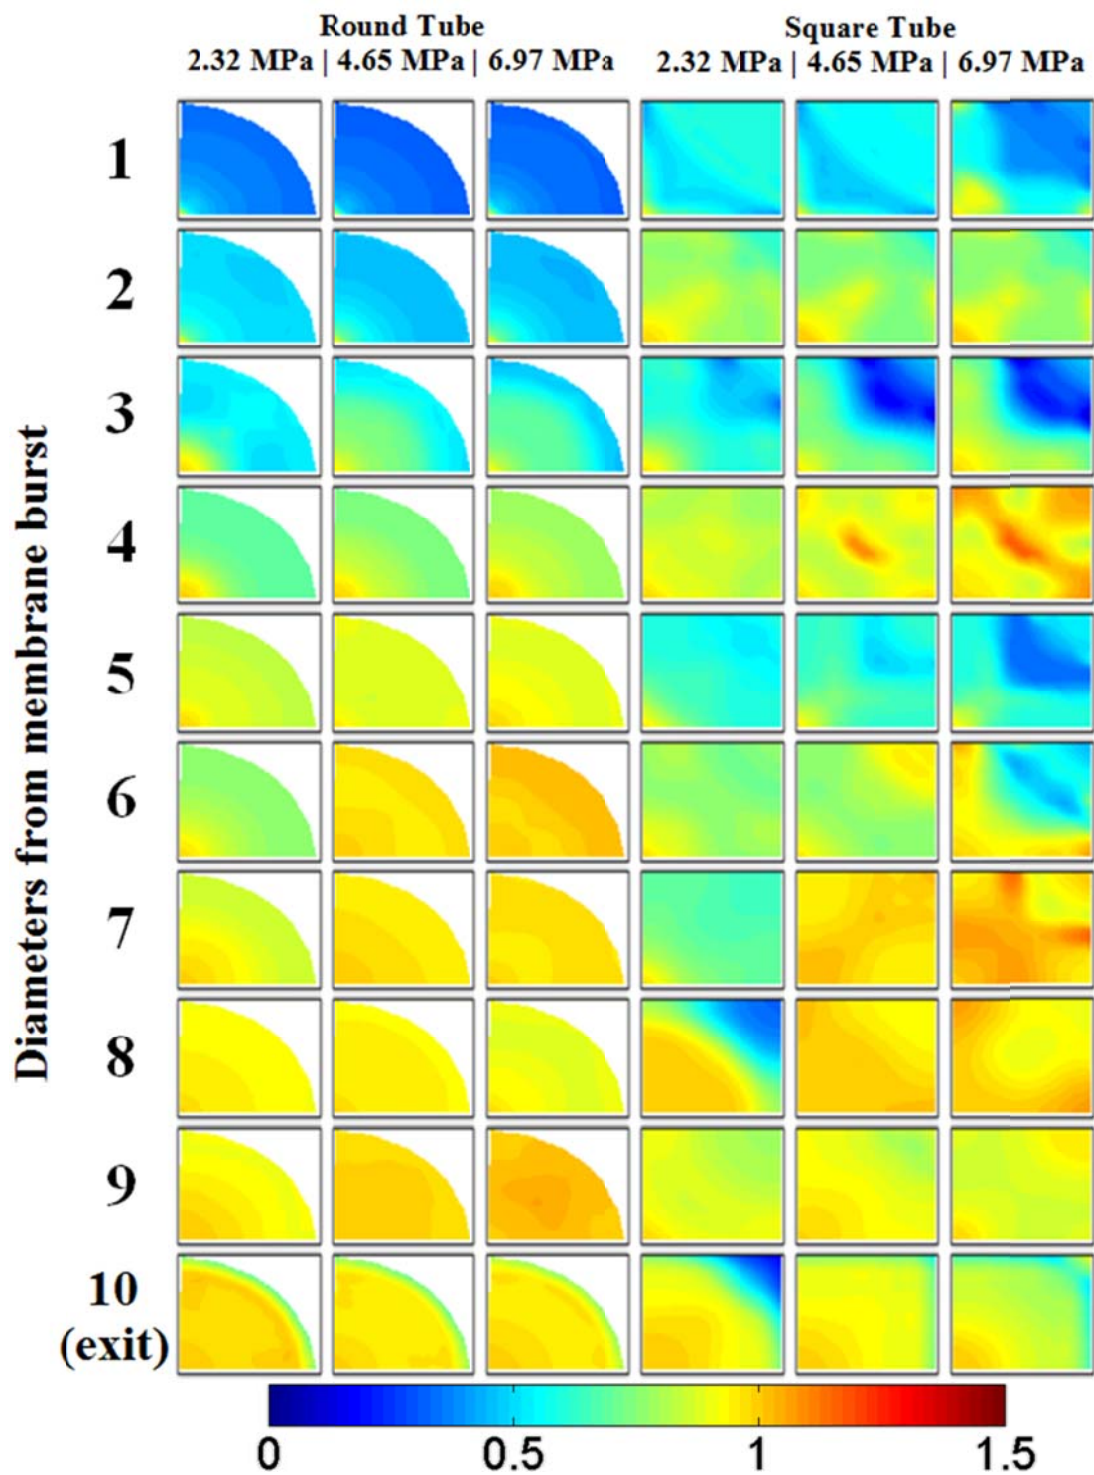 Round Tube
2.32 MPa | 4.65 MPa | 6.97 MPa
Square Tube
2.32 MPa | 4.65 MPa | 6.97 MPa
Diameters from membrane burst
1
2
3
4
5
6
7
8
9
10
(exit)
0 0.5 1 1.5